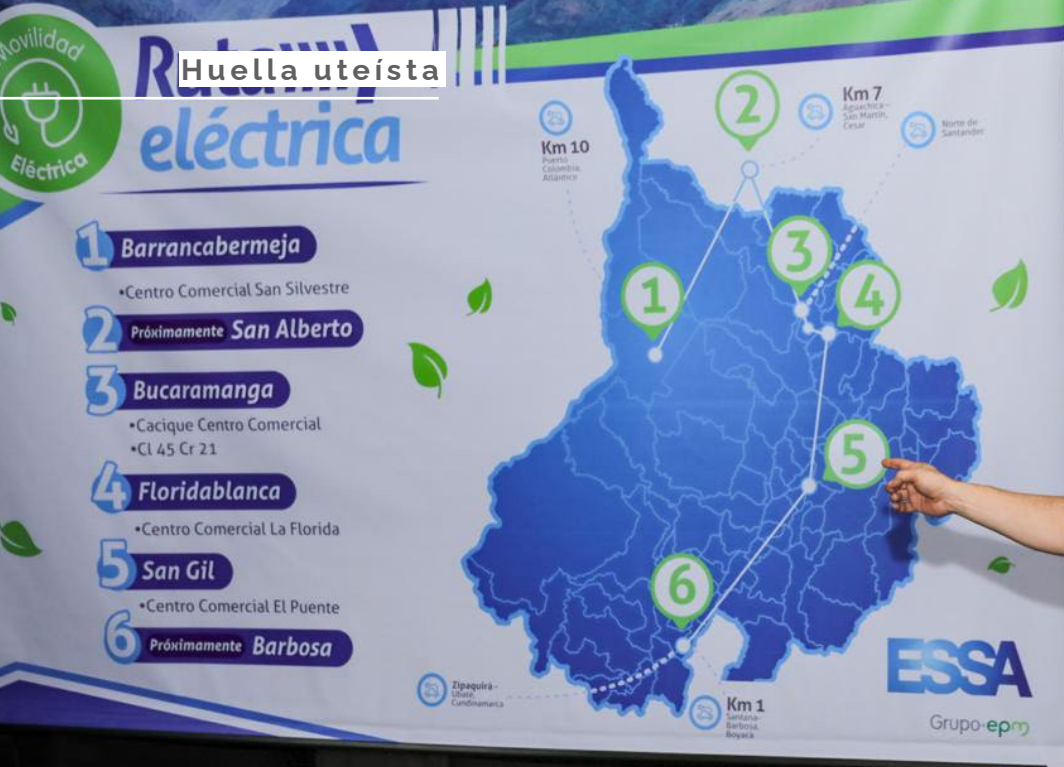 Movilidad
Eléctrica
Ruta
Huella uteísta
eléctrica
1 Barrancabermeja
•Centro Comercial San Silvestre
2 Próximamente San Alberto
3 Bucaramanga
•Cacique Centro Comercial
•Cl 45 Cr 21
4 Floridablanca
•Centro Comercial La Florida
5 San Gil
•Centro Comercial El Puente
6 Próximamente Barbosa
Km 10
Puerto
Colombia,
Atlántico
2
Km 7
Aguachica -
San Martín,
Cesar
Norte de
Santander
1
3
4
5
6
Zipaquirá -
Ubaté,
Cundinamarca
Km 1
Santana-
Barbosa,
Boyacá
ESSA
Grupo·epm